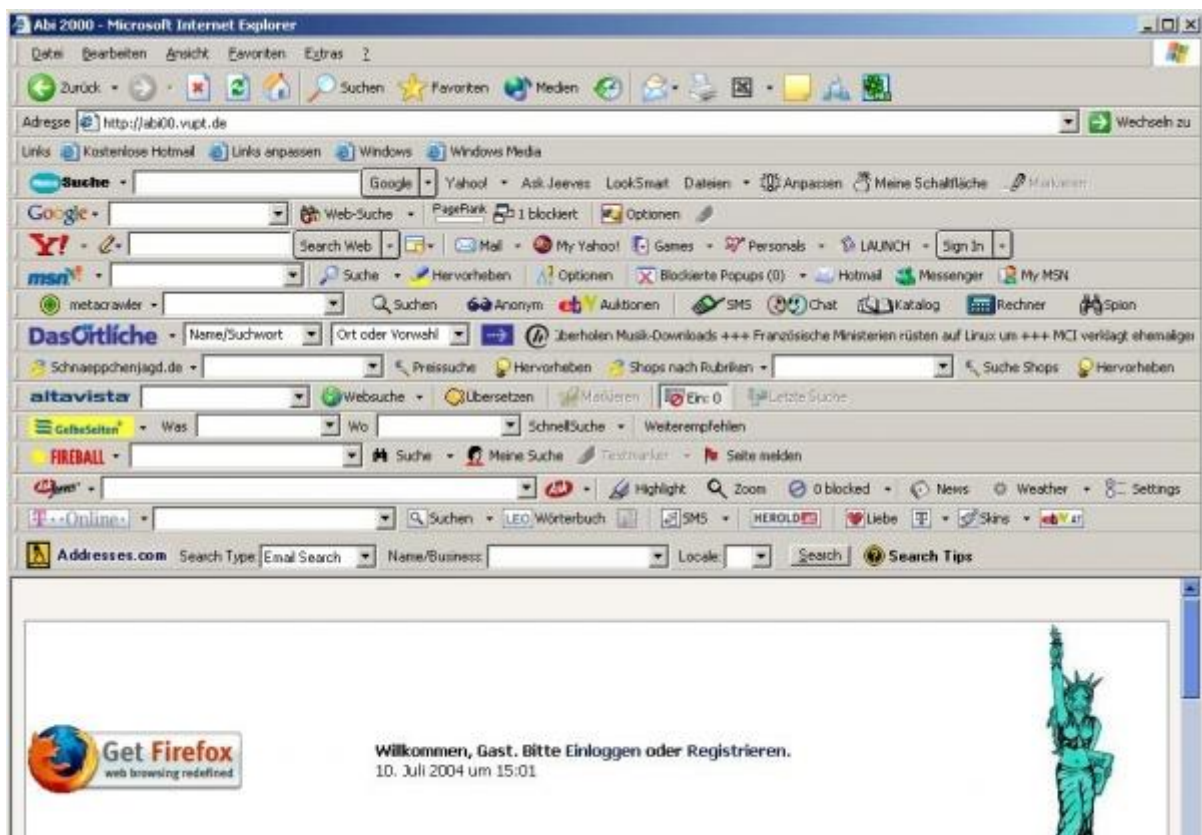 Abi 2000 - Microsoft Internet Explorer
Datei Bearbeiten Ansicht Favoriten Extras ?
Zurück Suchen Favoriten Medien
Adresse http://abi00.vupt.de Wechseln zu
Links Kostenlose Hotmail Links anpassen Windows Windows Media
Suche Google Yahoo! Ask Jeeves LookSmart Dateien Anpassen Meine Schaltfläche Markieren
Google Web-Suche PageRank 1 blockiert Optionen
Y! Search Web Mail My Yahoo! Games Personals LAUNCH Sign In
msn Suche Hervorheben Optionen Blockierte Popups (0) Hotmail Messenger My MSN
metacrawler Suchen Anonym eb Y Auktionen SMS Chat Katalog Rechner Spion
DasÖrtliche Name/Suchwort Ort oder Vorwahl überholen Musik-Downloads +++ Französische Ministerien rüsten auf Linux um +++ MCI verklagt ehemaliger
Schnaeppchenjagd.de Preissuche Hervorheben Shops nach Rubriken Suche Shops Hervorheben
altavista Websuche Übersetzen Markieren Ein: 0 Letzte Suche
GelbeSeiten Was Wo SchnellSuche Weiterempfehlen
FIREBALL Suche Meine Suche Textmarker Seite melden
Highlight Zoom 0 blocked News Weather Settings
T-Online Suchen LEO Wörterbuch SMS HEROLD Liebe T Skins ebY
Addresses.com Search Type Email Search Name/Business: Locale: Search Search Tips
Get Firefox
web browsing redefined
Willkommen, Gast. Bitte Einloggen oder Registrieren.
10. Juli 2004 um 15:01